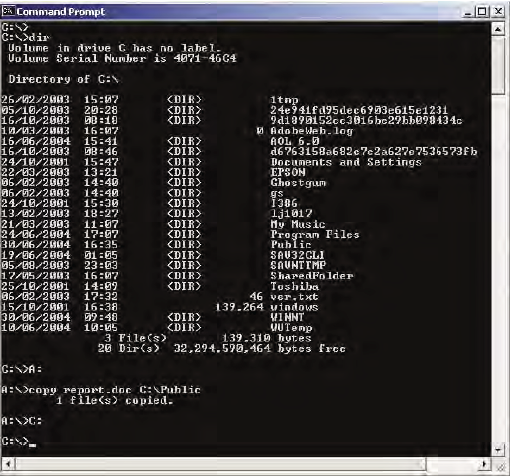 Command Prompt
C:\>
C:\>dir
Volume in drive C has no label.
Volume Serial Number is 4071-46C4
Directory of C:\
26/02/2003 15:07 <DIR> 1tmp
05/10/2003 20:28 <DIR> 24e941fd95dec6903e615e1231
16/10/2003 08:18 <DIR> 9d1890152cc3016bc29bb098434c
10/03/2003 16:07 0 AdobeWeb.log
16/06/2004 15:41 <DIR> AOL 6.0
16/10/2003 08:46 <DIR> d6763158a682c7c2a627c7536573fb
24/10/2001 15:47 <DIR> Documents and Settings
22/03/2003 13:21 <DIR> EPSON
06/02/2003 14:40 <DIR> Ghostgum
06/02/2003 14:40 <DIR> gs
24/10/2001 15:30 <DIR> I386
13/02/2003 18:27 <DIR> lj1017
21/03/2003 11:07 <DIR> My Music
24/06/2004 17:07 <DIR> Program Files
30/06/2004 16:35 <DIR> Public
19/06/2004 01:05 <DIR> SAV32CLI
05/08/2003 23:03 <DIR> SAVNTTMP
17/05/2003 16:07 <DIR> SharedFolder
25/10/2001 14:09 <DIR> Toshiba
06/02/2003 17:32 46 ver.txt
15/10/2001 16:38 139.264 windows
30/06/2004 09:48 <DIR> WINNT
10/06/2004 10:05 <DIR> WUTemp
3 File(s) 139.310 bytes
20 Dir(s) 32,294,590,464 bytes free
C:\>A:
A:\>copy report.doc C:\Public
1 file(s) copied.
A:\>C:
C:\>_